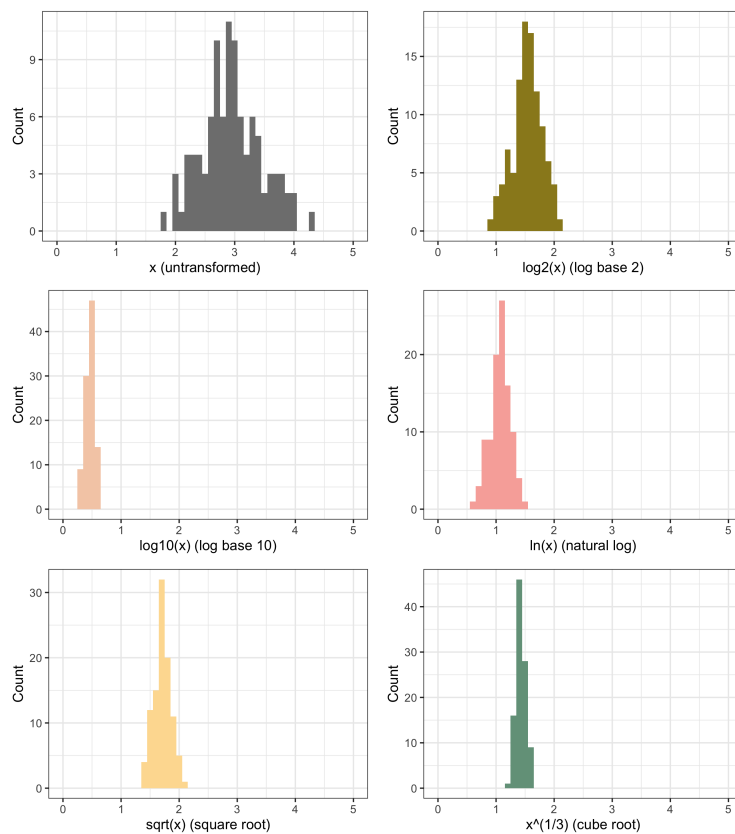 Count
9
6
3
0
0 1 2 3 4 5
x (untransformed)
Count
15
10
5
0
0 1 2 3 4 5
log2(x) (log base 2)
Count
40
30
20
10
0
0 1 2 3 4 5
log10(x) (log base 10)
Count
20
10
0
0 1 2 3 4 5
ln(x) (natural log)
Count
30
20
10
0
0 1 2 3 4 5
sqrt(x) (square root)
Count
40
30
20
10
0
0 1 2 3 4 5
x^(1/3) (cube root)